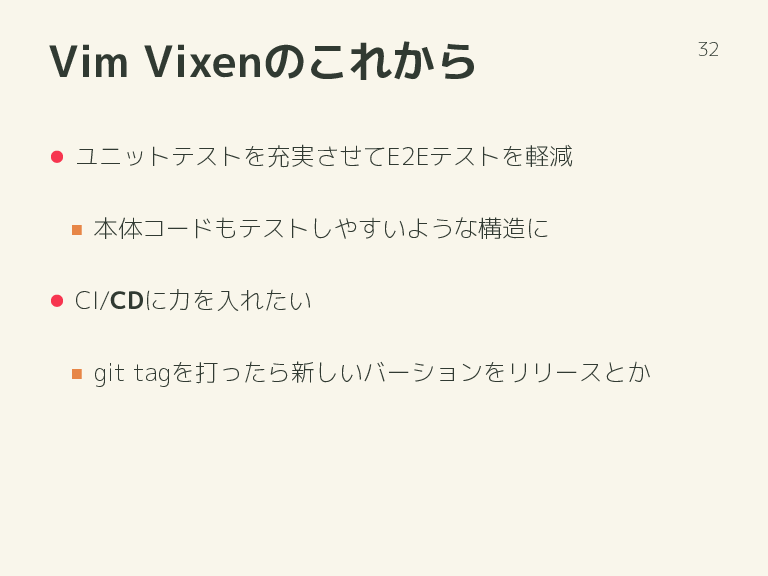 Vim Vixenのこれから
32
ユニットテストを充実させてE2Eテストを軽減
本体コードもテストしやすいような構造に
CI/CDに力を入れたい
git tagを打ったら新しいバーションをリリースとか